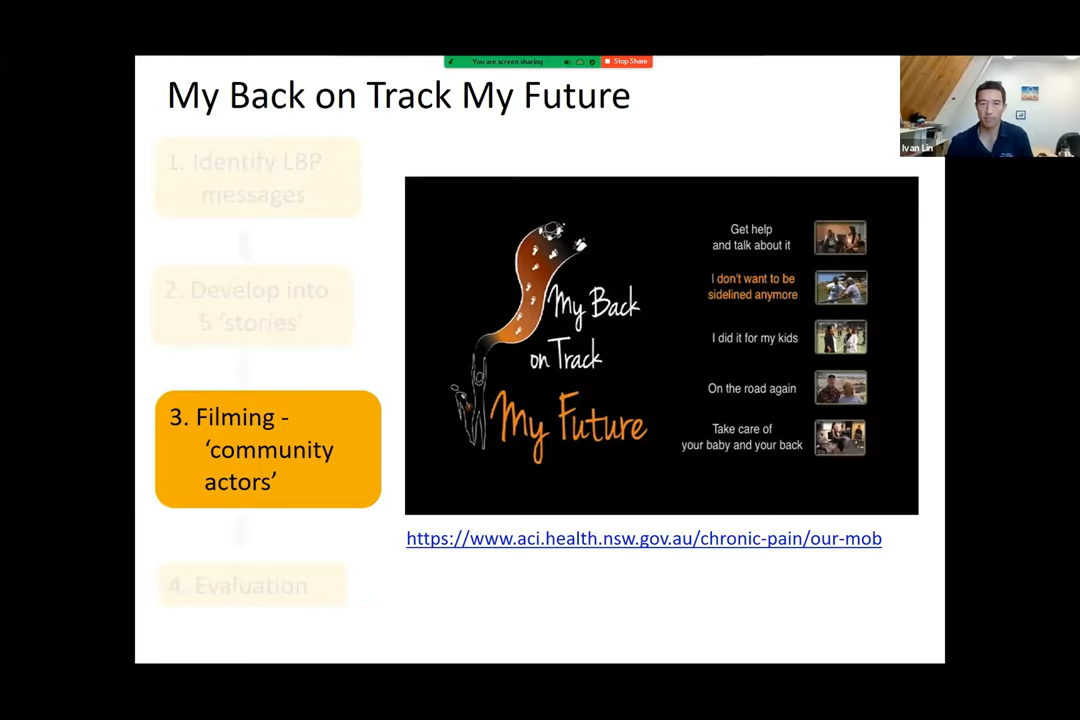 You are screen sharing
Stop Share
My Back on Track My Future
Ivan Lin
1. Identify LBP
messages
2. Develop into
5 ‘stories’
3. Filming -
‘community
actors’
4. Evaluation
My Back
on Track
My Future
Get help
and talk about it
I don't want to be
sidelined anymore
I did it for my kids
On the road again
Take care of
your baby and your back
https://www.aci.health.nsw.gov.au/chronic-pain/our-mob